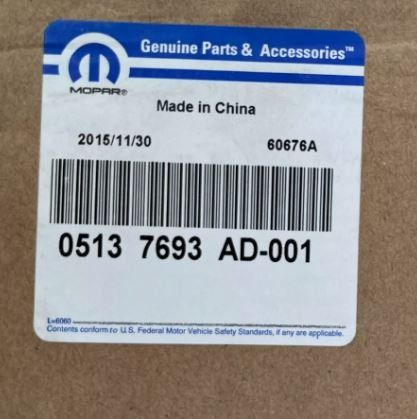 Genuine Parts & Accessories™
MOPAR®
Made in China
2015/11/30 60676A
0513 7693 AD-001
L=6060
Contents conform to U.S. Federal Motor Vehicle Safety Standards, if any are applicable.